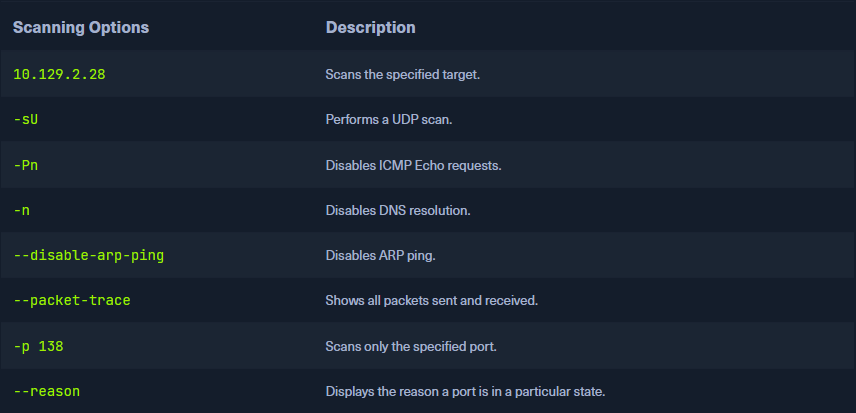 Scanning Options Description
10.129.2.28 Scans the specified target.
-sU Performs a UDP scan.
-Pn Disables ICMP Echo requests.
-n Disables DNS resolution.
--disable-arp-ping Disables ARP ping.
--packet-trace Shows all packets sent and received.
-p 138 Scans only the specified port.
--reason Displays the reason a port is in a particular state.